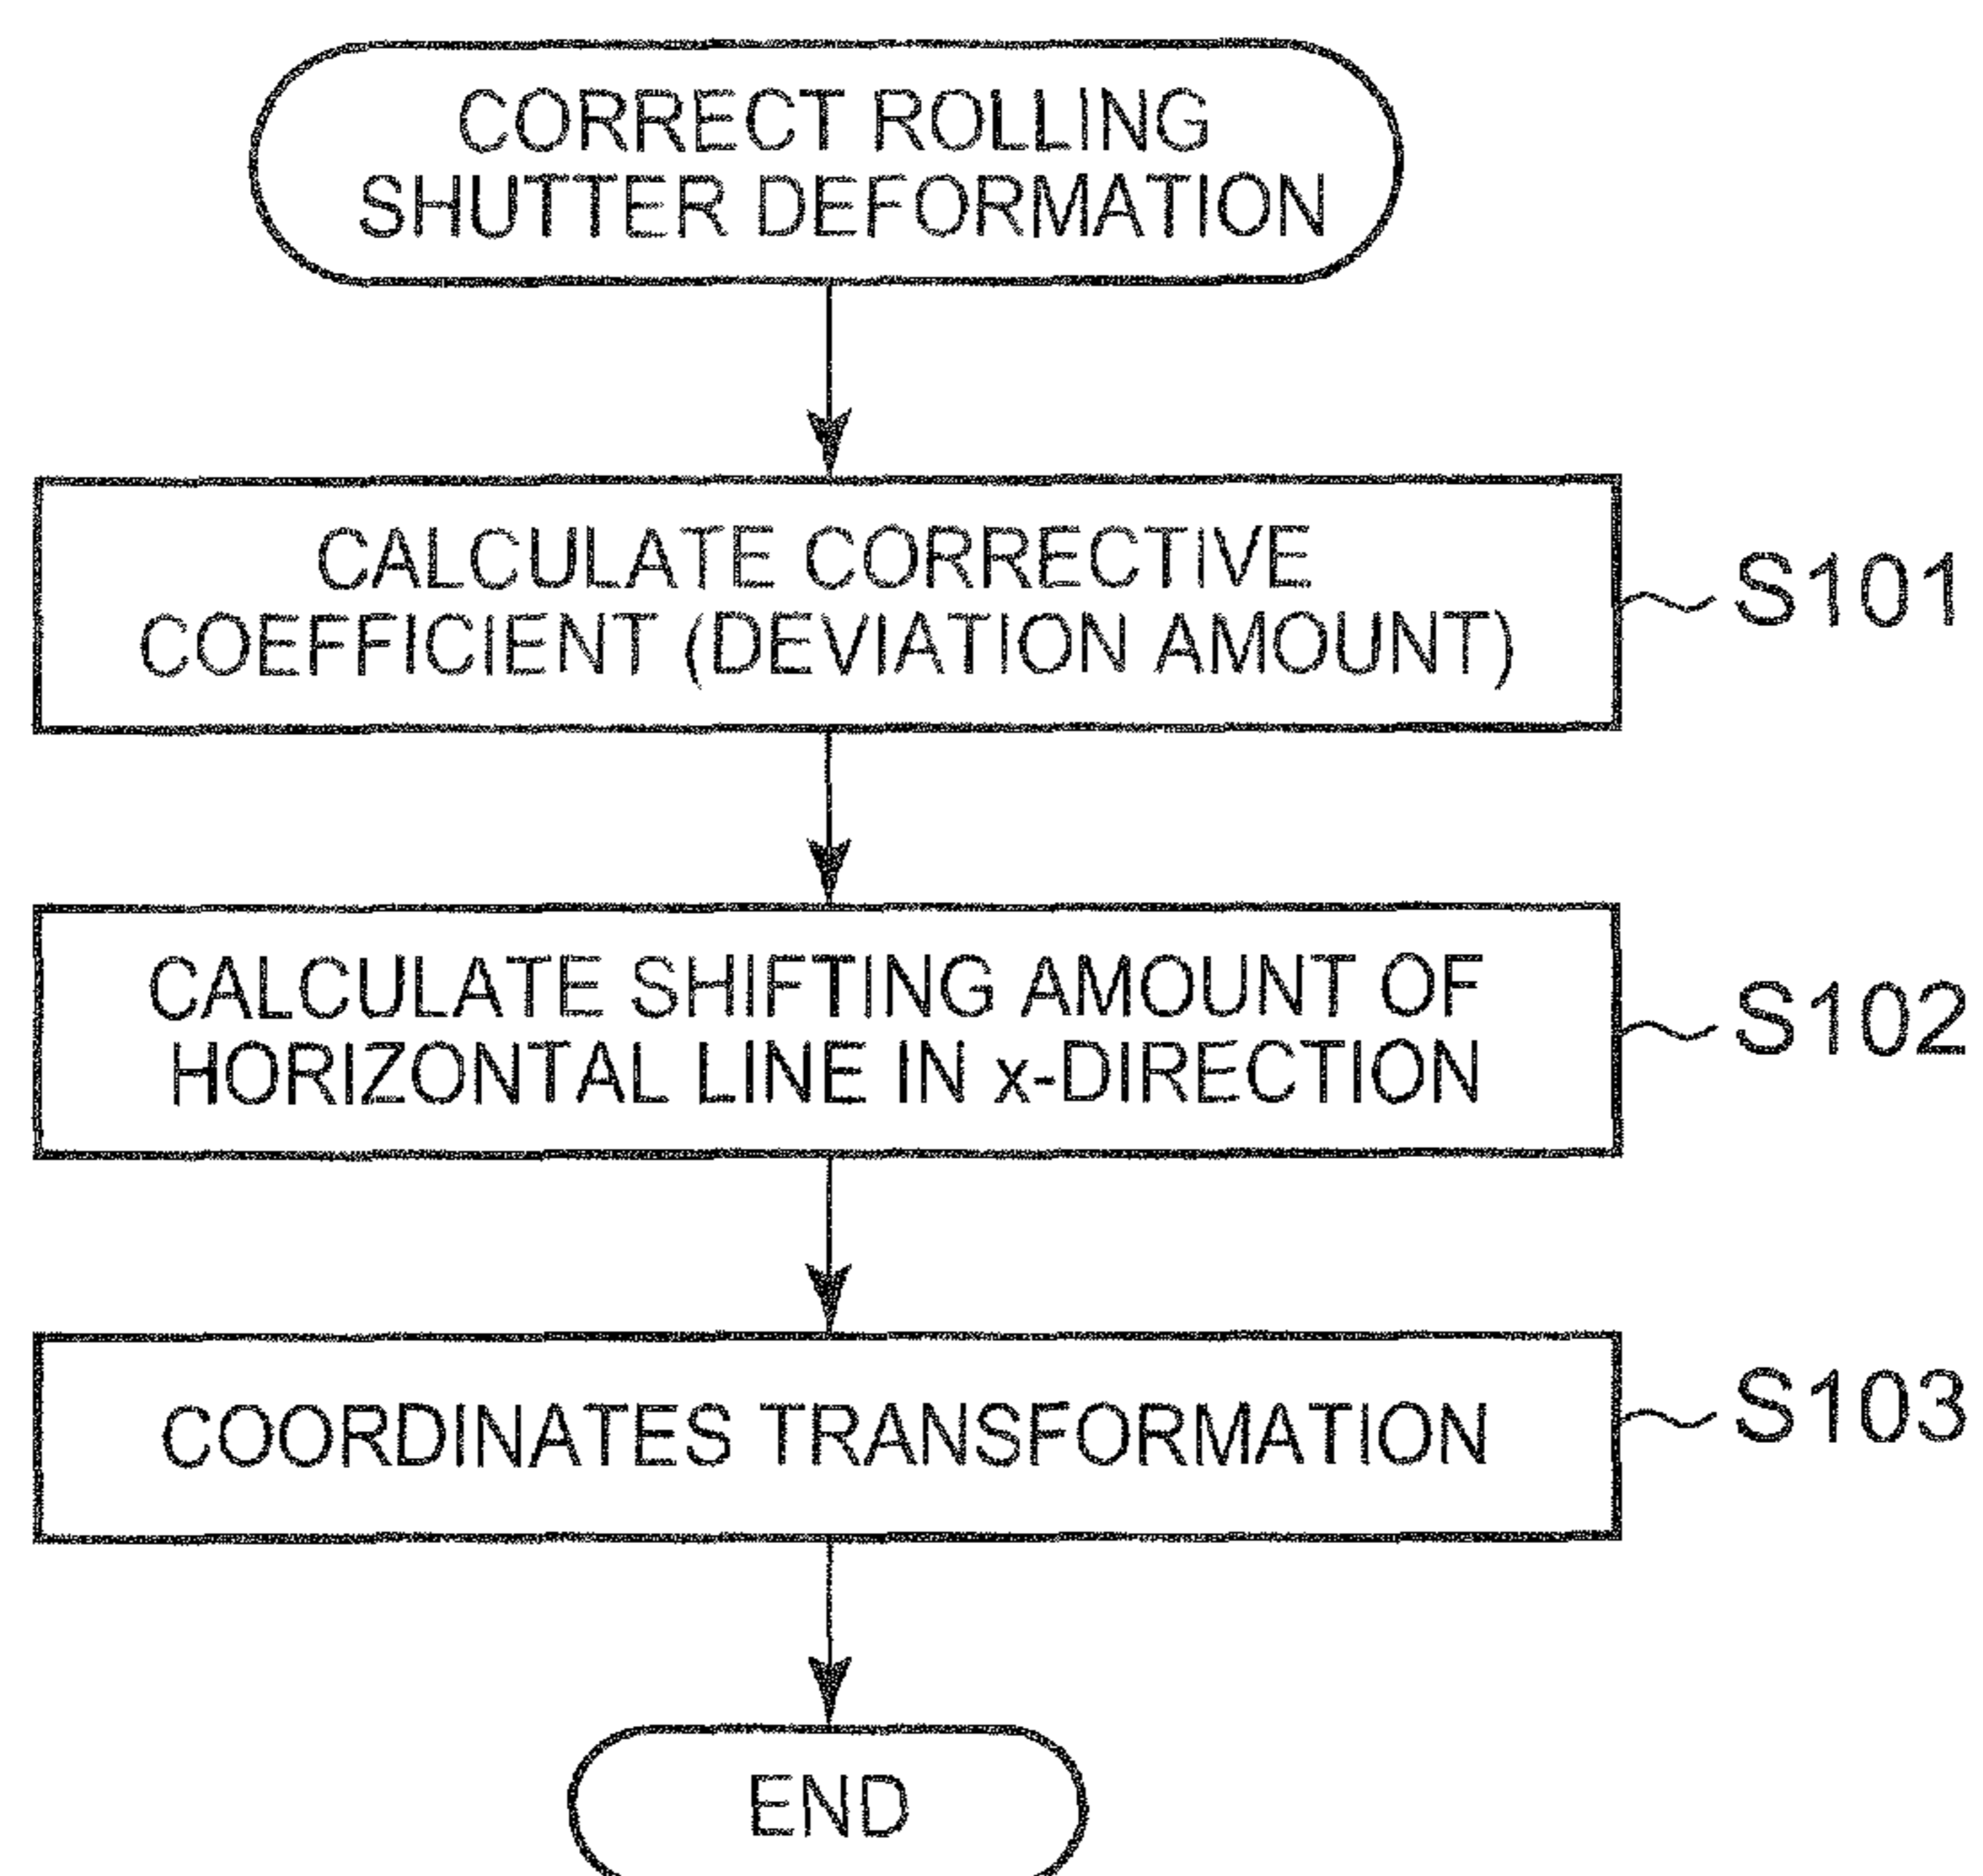 CORRECT ROLLING
SHUTTER DEFORMATION
CALCULATE CORRECTIVE
COEFFICIENT (DEVIATION AMOUNT)
S101
CALCULATE SHIFTING AMOUNT OF
HORIZONTAL LINE IN x-DIRECTION
S102
COORDINATES TRANSFORMATION
S103
END